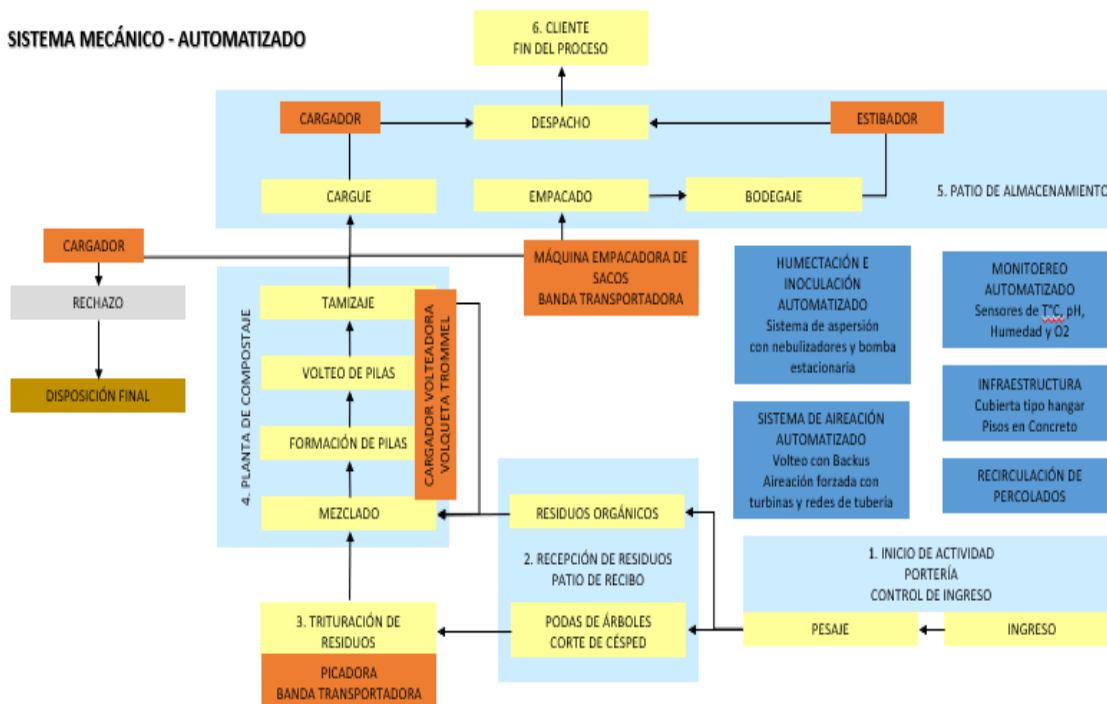 SISTEMA MECÁNICO - AUTOMATIZADO
6. CLIENTE
FIN DEL PROCESO
CARGADOR
DESPACHO
ESTIBADOR
CARGUE
EMPACADO
BODEGAJE
5. PATIO DE ALMACENAMIENTO
CARGADOR
RECHAZO
DISPOSICIÓN FINAL
MÁQUINA EMPACADORA DE
SACOS
BANDA TRANSPORTADORA
4. PLANTA DE COMPOSTAJE
TAMIZAJE
VOLTEO DE PILAS
FORMACIÓN DE PILAS
MEZCLADO
CARGADOR VOLTEADORA
VOLQUETA TROMMEL
HUMECTACIÓN E
INOCULACIÓN
AUTOMATIZADO
Sistema de aspersión
con nebulizadores y bomba
estacionaria
MONITOEREO
AUTOMATIZADO
Sensores de T°C, pH,
Humedad y O2
SISTEMA DE AIREACIÓN
AUTOMATIZADO
Volteo con Backus
Aireación forzada con
turbinas y redes de tubería
INFRAESTRUCTURA
Cubierta tipo hangar
Pisos en Concreto
RECIRCULACIÓN DE
PERCOLADOS
RESIDUOS ORGÁNICOS
2. RECEPCIÓN DE RESIDUOS
PATIO DE RECIBO
PODAS DE ÁRBOLES
CORTE DE CÉSPED
1. INICIO DE ACTIVIDAD
PORTERÍA
CONTROL DE INGRESO
PESAJE
INGRESO
3. TRITURACIÓN DE
RESIDUOS
PICADORA
BANDA TRANSPORTADORA